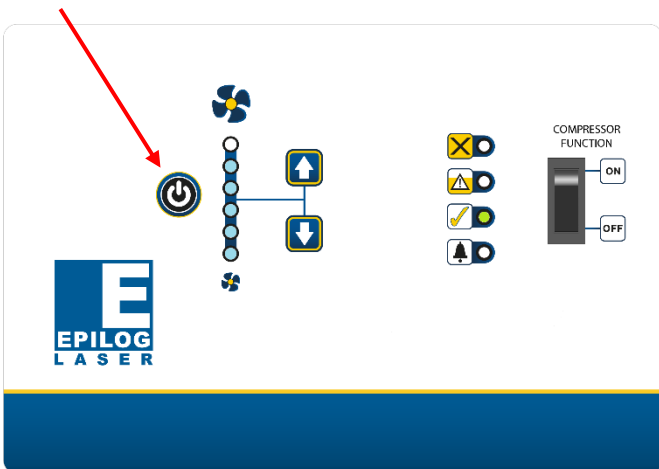 COMPRESSOR
FUNCTION
ON
OFF
E
EPILOG
LASER